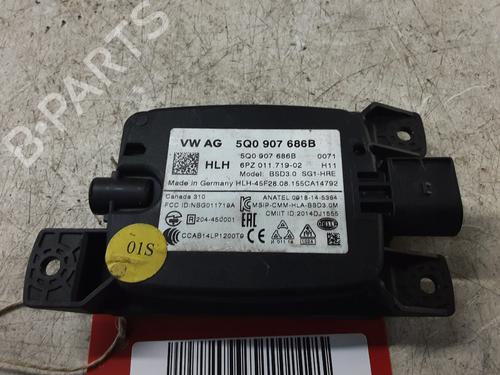 VW AG 5Q0 907 686B
5Q0 907 686B 0071
HLH 6PZ 011.719-02 H11
Model: BSD3.0 SG1-HRE
Made in Germany HLH-45F28.08.155CA14792
Canada 310
FCC ID:NBG011719A
R 204-450001
CCAB14LP1200T9
ANATEL 0918-14-5364
MSIP-CMM-HLA-BSD3.0M
CMIIT ID:2014DJ1555
01S
B-PARTS